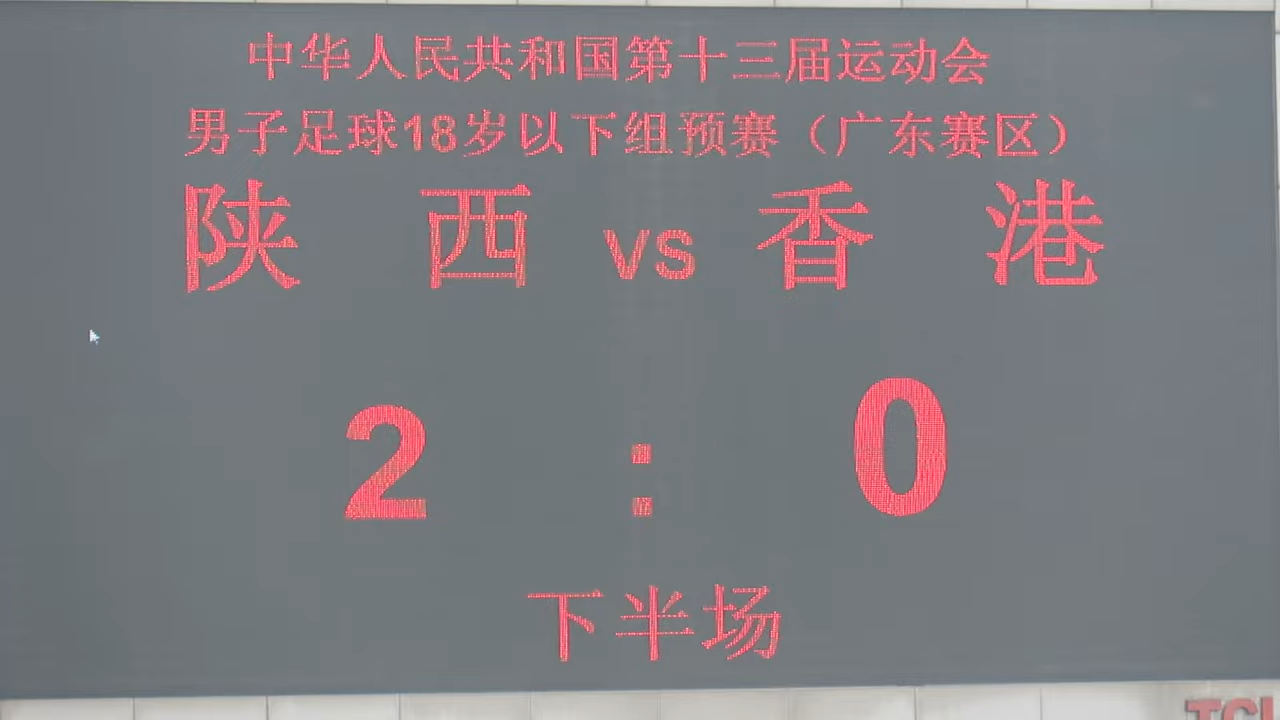 中华人民共和国第十三届运动会
男子足球18岁以下组预赛（广东赛区）
陕 西 vs 香 港
2 : 0
下半场
TCL